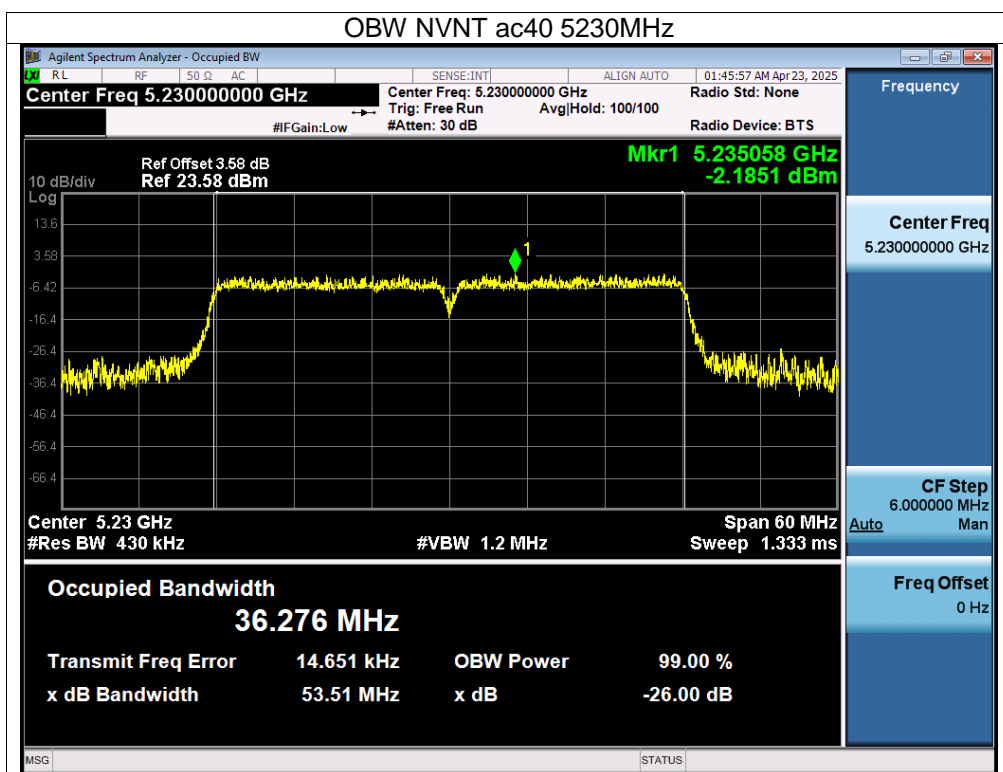 OBW NVNT ac40 5230MHz
Agilent Spectrum Analyzer - Occupied BW
LXI RL RF 50 Ω AC SENSE:INT ALIGN AUTO 01:45:57 AM Apr 23, 2025
Center Freq 5.230000000 GHz
Center Freq: 5.230000000 GHz
Radio Std: None
Trig: Free Run Avg|Hold: 100/100
#IFGain:Low #Atten: 30 dB
Radio Device: BTS
Frequency
Mkr1 5.235058 GHz
-2.1851 dBm
Ref Offset 3.58 dB
10 dB/div Ref 23.58 dBm
Log
13.6
3.58
-6.42
-16.4
-26.4
-36.4
-46.4
-56.4
-66.4
1
Center Freq
5.230000000 GHz
Center 5.23 GHz Span 60 MHz
#Res BW 430 kHz #VBW 1.2 MHz Sweep 1.333 ms
CF Step
6.000000 MHz
Auto Man
Occupied Bandwidth
36.276 MHz
Transmit Freq Error 14.651 kHz OBW Power 99.00 %
x dB Bandwidth 53.51 MHz x dB -26.00 dB
Freq Offset
0 Hz
MSG STATUS